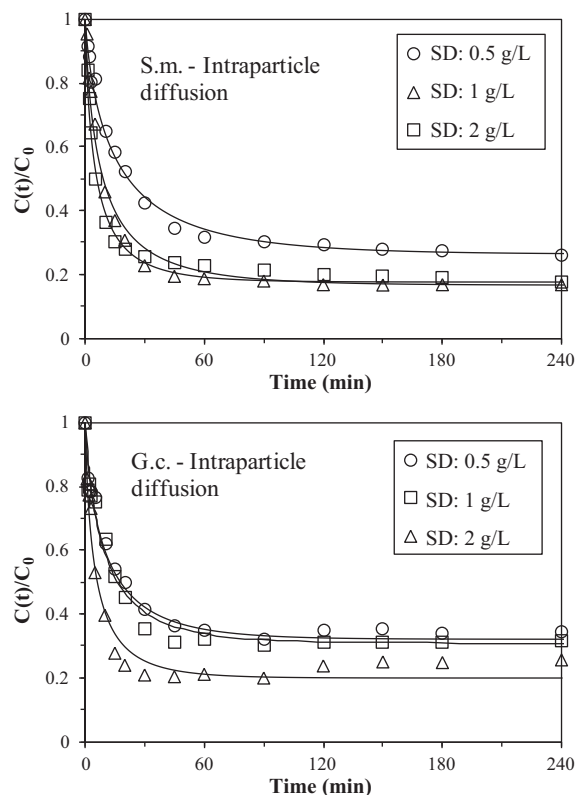 S.m. - Intraparticle
diffusion
SD: 0.5 g/L
SD: 1 g/L
SD: 2 g/L
C(t)/C₀
1
0.8
0.6
0.4
0.2
0
0 60 120 180 240
Time (min)
G.c. - Intraparticle
diffusion
SD: 0.5 g/L
SD: 1 g/L
SD: 2 g/L
C(t)/C₀
1
0.8
0.6
0.4
0.2
0
0 60 120 180 240
Time (min)